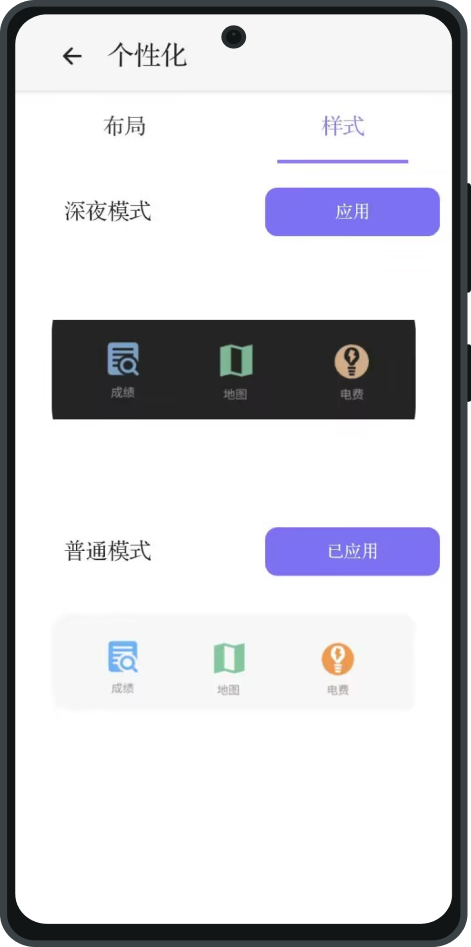 个性化
布局 样式
深夜模式 应用
成绩 地图 电费
普通模式 已应用
成绩 地图 电费